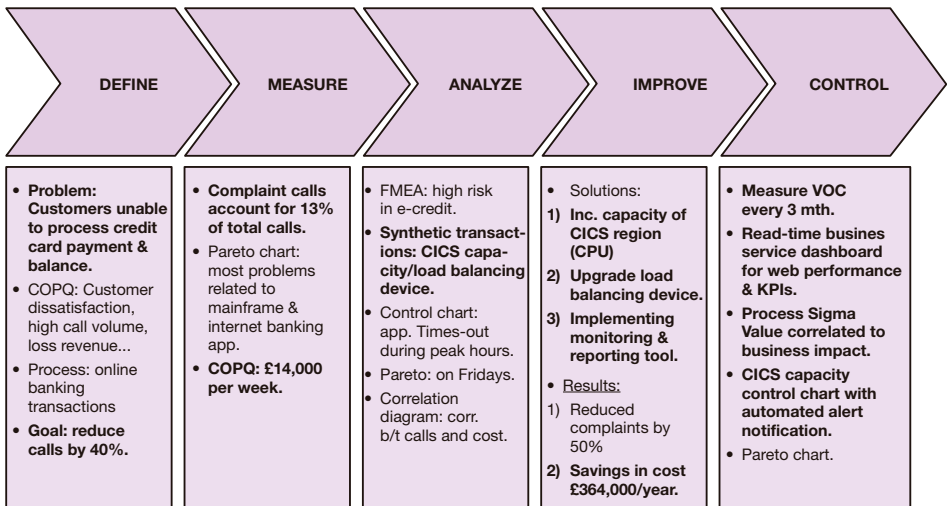 DEFINE
MEASURE
ANALYZE
IMPROVE
CONTROL
• Problem:
Customers unable
to process credit
card payment &
balance.
• COPQ: Customer
dissatisfaction,
high call volume,
loss revenue...
• Process: online
banking
transactions
• Goal: reduce
calls by 40%.
• Complaint calls
account for 13%
of total calls.
• Pareto chart:
most problems
related to
mainframe &
internet banking
app.
• COPQ: £14,000
per week.
• FMEA: high risk
in e-credit.
• Synthetic transact-
ions: CICS capa-
city/load balancing
device.
• Control chart:
app. Times-out
during peak hours.
• Pareto: on Fridays.
• Correlation
diagram: corr.
b/t calls and cost.
• Solutions:
1) Inc. capacity of
CICS region
(CPU)
2) Upgrade load
balancing device.
3) Implementing
monitoring &
reporting tool.
• Results:
1) Reduced
complaints by
50%
2) Savings in cost
£364,000/year.
• Measure VOC
every 3 mth.
• Read-time busines
service dashboard
for web performance
& KPIs.
• Process Sigma
Value correlated to
business impact.
• CICS capacity
control chart with
automated alert
notification.
• Pareto chart.